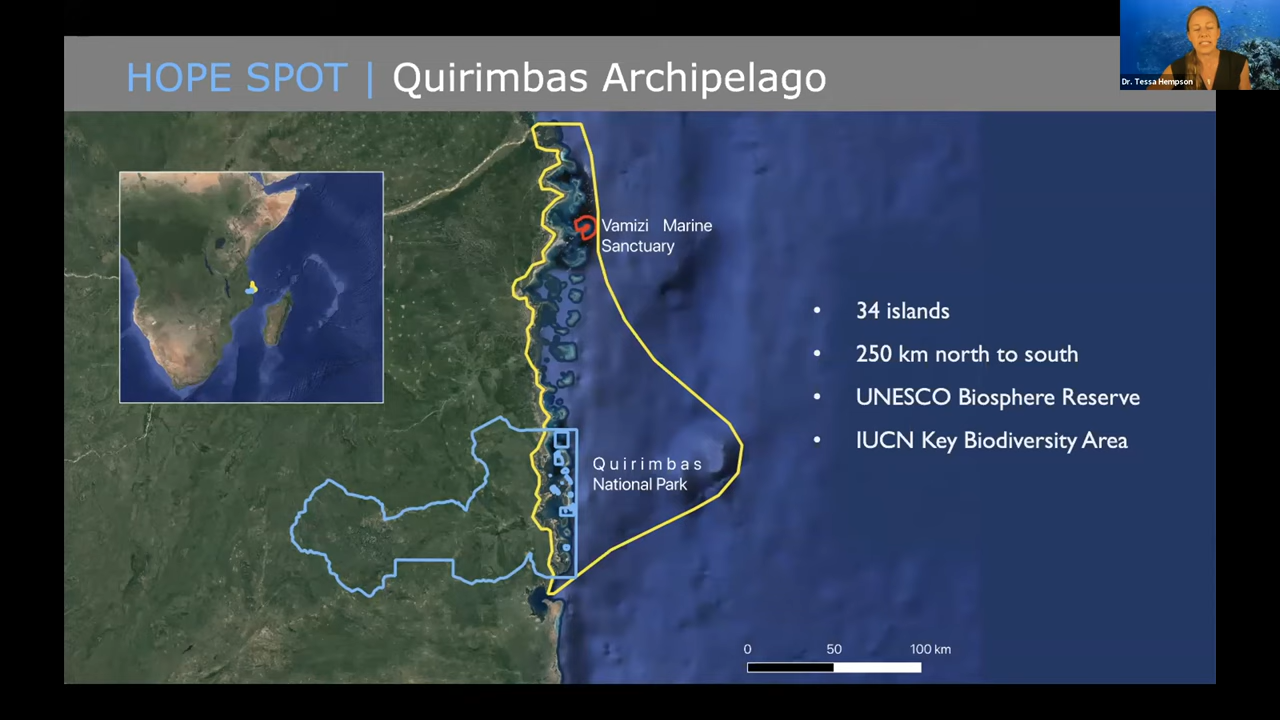 HOPE SPOT | Quirimbas Archipelago
Dr. Tessa Hempson
Vamizi Marine
Sanctuary
• 34 islands
• 250 km north to south
• UNESCO Biosphere Reserve
• IUCN Key Biodiversity Area
Quirimbas
National Park
0 50 100 km